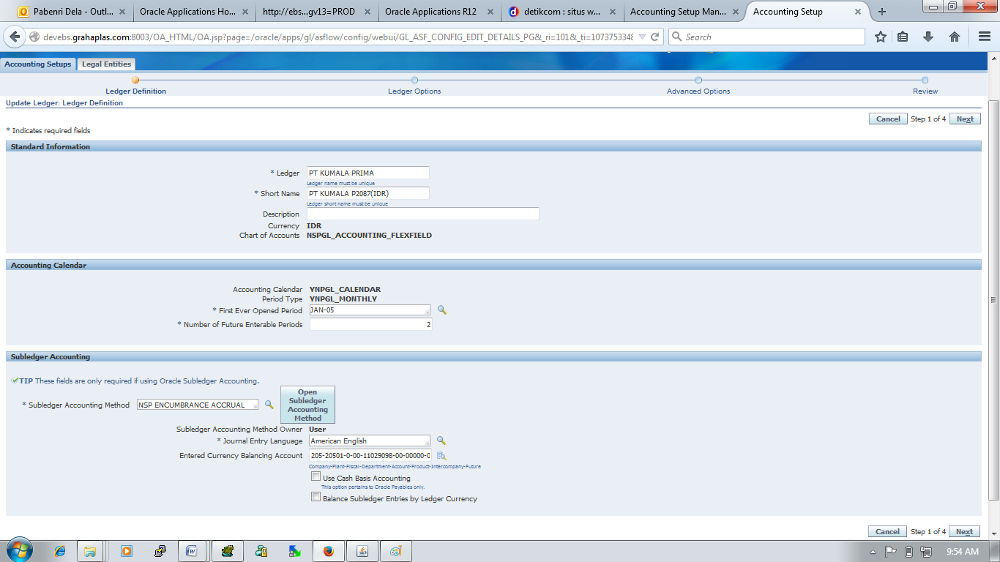 Pabenri Dela - Outl...
Oracle Applications Ho...
http://ebs...gv13=PROD
Oracle Applications R12
detikcom : situs w...
Accounting Setup Man...
Accounting Setup
devebs.grahaplas.com:8003/OA_HTML/OA.jsp?page=/oracle/apps/gl/asflow/config/webui/GL_ASF_CONFIG_EDIT_DETAILS_PG&_ri=101&_ti=1073753348
Search
Accounting Setups
Legal Entities
Ledger Definition
Ledger Options
Advanced Options
Review
Update Ledger: Ledger Definition
Cancel
Step 1 of 4
Next
* Indicates required fields
Standard Information
* Ledger PT KUMALA PRIMA
Ledger name must be unique
* Short Name PT KUMALA P2087(IDR)
Ledger short name must be unique
Description
Currency IDR
Chart of Accounts NSPGL_ACCOUNTING_FLEXFIELD
Accounting Calendar
Accounting Calendar YNPGL_CALENDAR
Period Type YNPGL_MONTHLY
* First Ever Opened Period JAN-05
* Number of Future Enterable Periods 2
Subledger Accounting
TIP These fields are only required if using Oracle Subledger Accounting.
* Subledger Accounting Method NSP ENCUMBRANCE ACCRUAL
Open
Subledger
Accounting
Method
Subledger Accounting Method Owner User
* Journal Entry Language American English
Entered Currency Balancing Account 205-20501-0-00-11029098-00-00000-0
Company-Plant-Fiscal-Department-Account-Product-Intercompany-Future
Use Cash Basis Accounting
This option pertains to Oracle Payables only.
Balance Subledger Entries by Ledger Currency
Cancel
Step 1 of 4
Next
9:54 AM